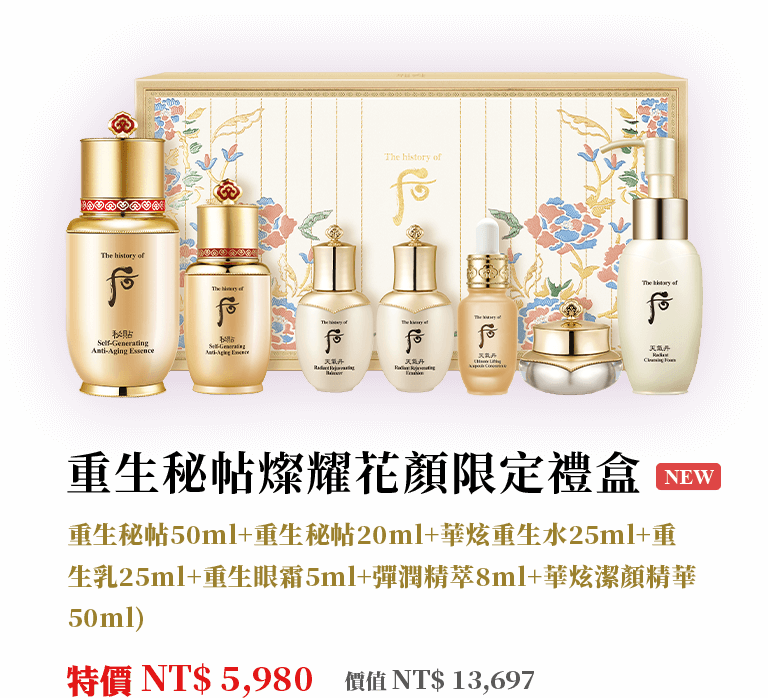 The history of
后
The history of
后
秘貼
Self-Generating
Anti-Aging Essence
The history of
后
秘貼
Self-Generating
Anti-Aging Essence
The history of
后
天氣丹
Radiant Rejuvenating
Balancer
The history of
后
天氣丹
Radiant Rejuvenating
Emulsion
The history of
后
天氣丹
Ultimate Lifting
Ampoule Concentrate
The history of
后
天氣丹
Radiant
Cleansing Foam
重生秘帖燦耀花顏限定禮盒 NEW
重生秘帖50ml+重生秘帖20ml+華炫重生水25ml+重
生乳25ml+重生眼霜5ml+彈潤精萃8ml+華炫潔顏精華
50ml)
特價 NT$ 5,980 價值 NT$ 13,697